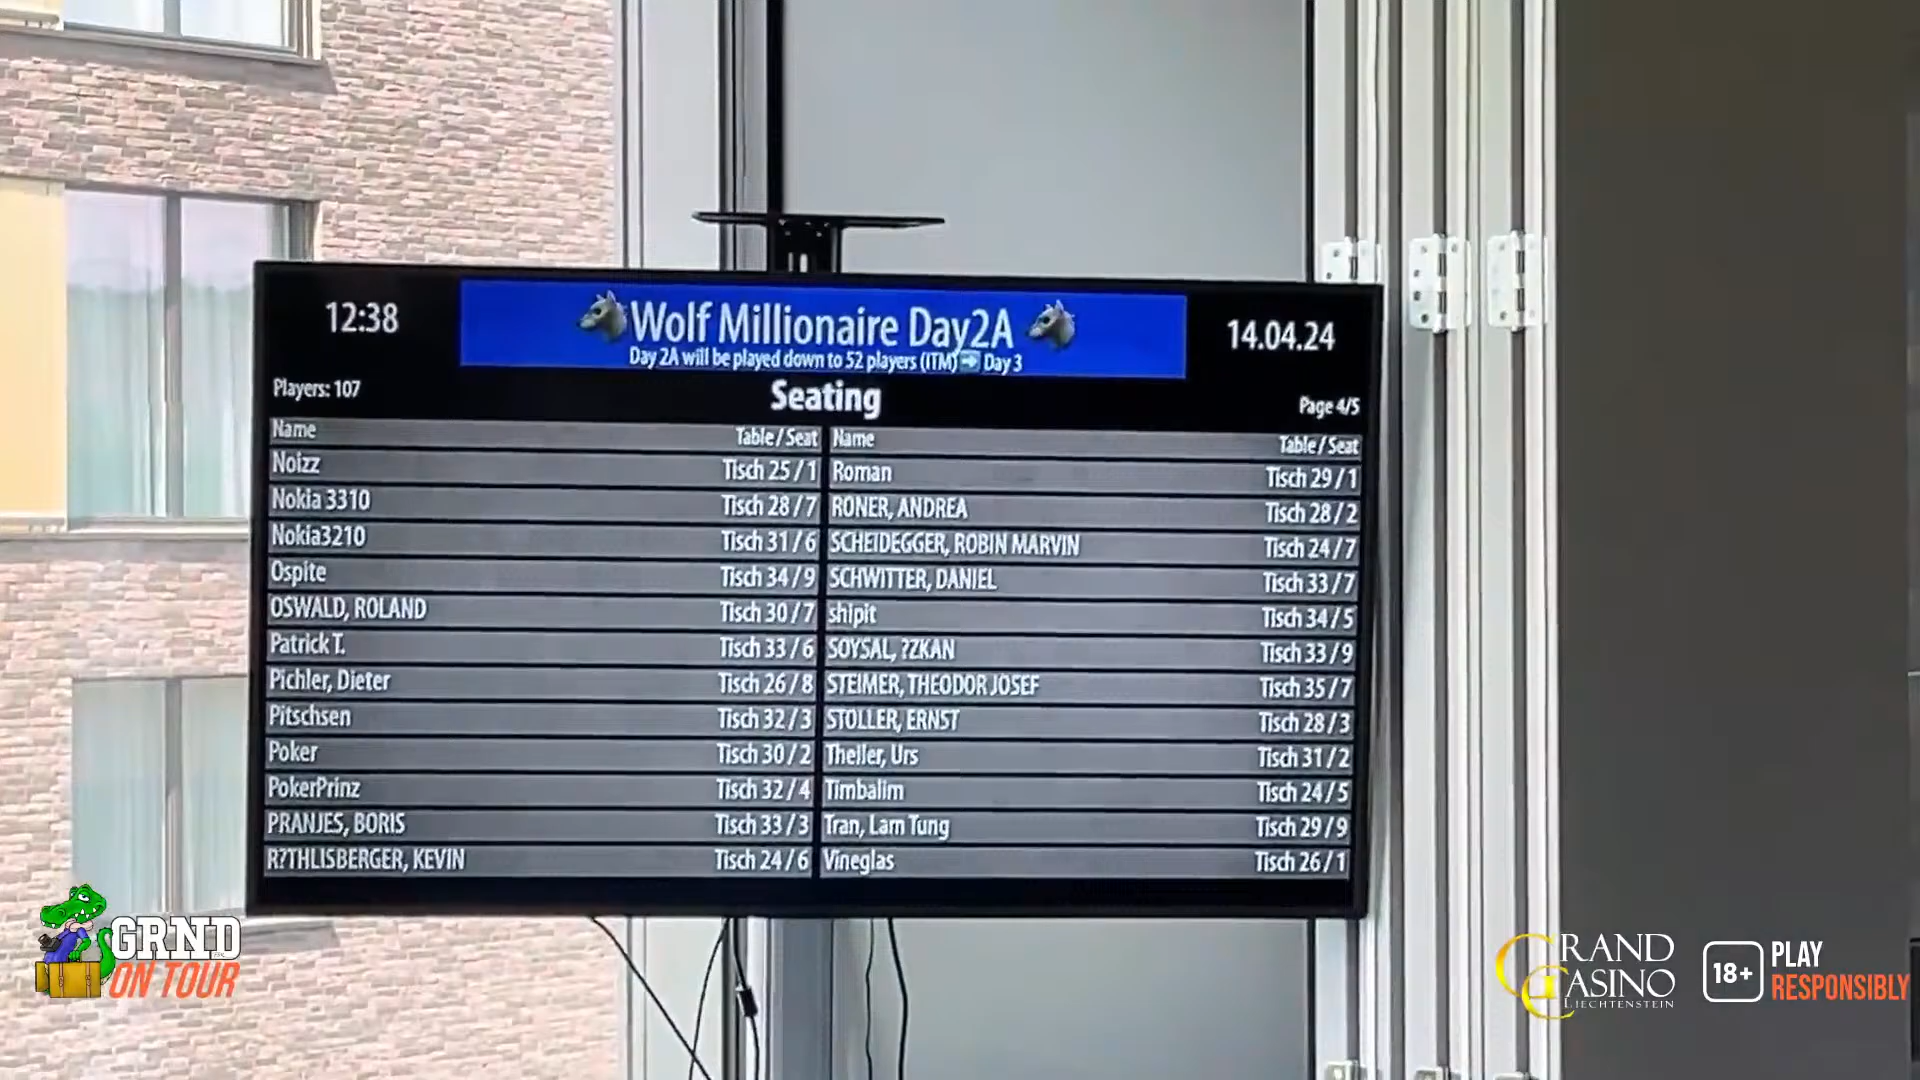 12:38
Wolf Millionaire Day2A
14.04.24
Day 2A will be played down to 52 players (ITM)➡ Day 3
Players: 107
Seating
Page 4/5
Name Table / Seat Name Table / Seat
Noizz Tisch 25 / 1 Roman Tisch 29 / 1
Nokia 3310 Tisch 28 / 7 RONER, ANDREA Tisch 28 / 2
Nokia3210 Tisch 31 / 6 SCHEIDEGGER, ROBIN MARVIN Tisch 24 / 7
Ospite Tisch 34 / 9 SCHWITTER, DANIEL Tisch 33 / 7
OSWALD, ROLAND Tisch 30 / 7 shipit Tisch 34 / 5
Patrick T. Tisch 33 / 6 SOYSAL, ?ZKAN Tisch 33 / 9
Pichler, Dieter Tisch 26 / 8 STEIMER, THEODOR JOSEF Tisch 35 / 7
Pitschsen Tisch 32 / 3 STOLLER, ERNST Tisch 28 / 3
Poker Tisch 30 / 2 Theiler, Urs Tisch 31 / 2
PokerPrinz Tisch 32 / 4 Timbalim Tisch 24 / 5
PRANJES, BORIS Tisch 33 / 3 Tran, Lam Tung Tisch 29 / 9
R?THLISBERGER, KEVIN Tisch 24 / 6 Vineglas Tisch 26 / 1
GRND
ON TOUR
GRAND
CASINO
LIECHTENSTEIN
18+
PLAY
RESPONSIBLY